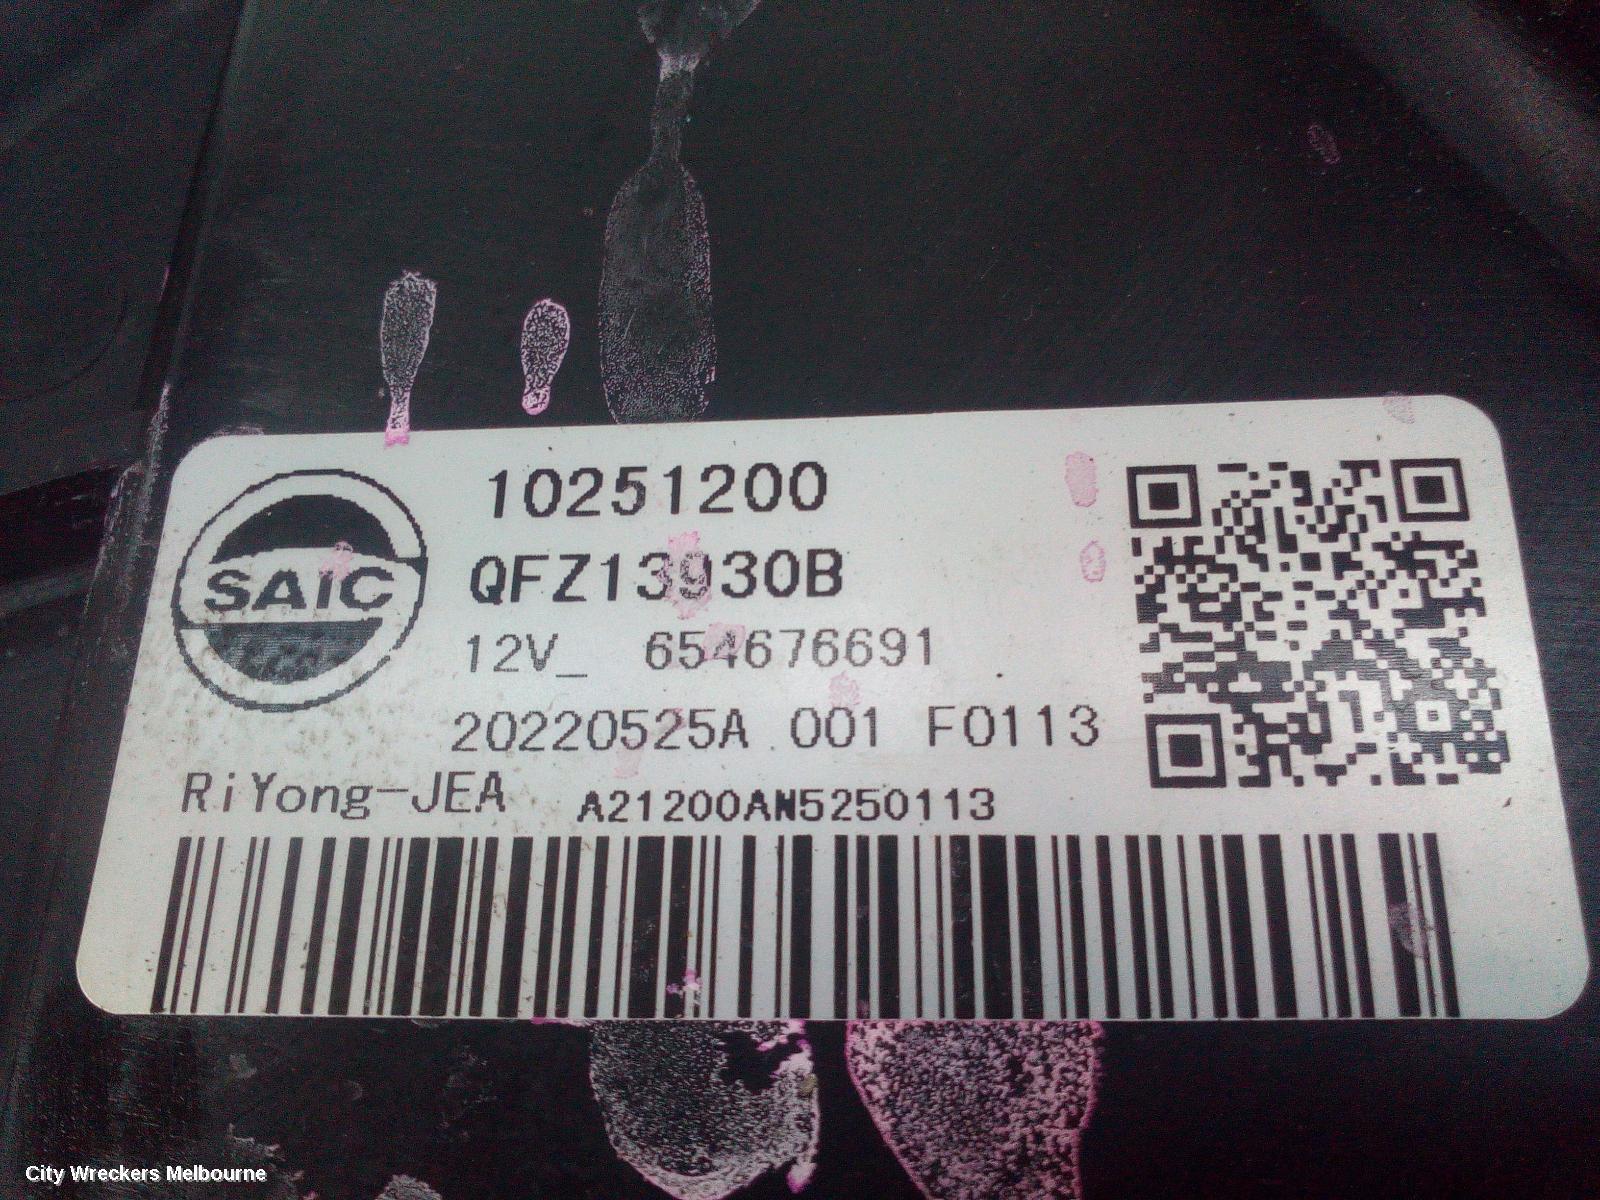 10251200
SAIC
QFZ13930B
12V_ 654676691
20220525A 001 F0113
RiYong-JEA A21200AN5250113
City Wreckers Melbourne